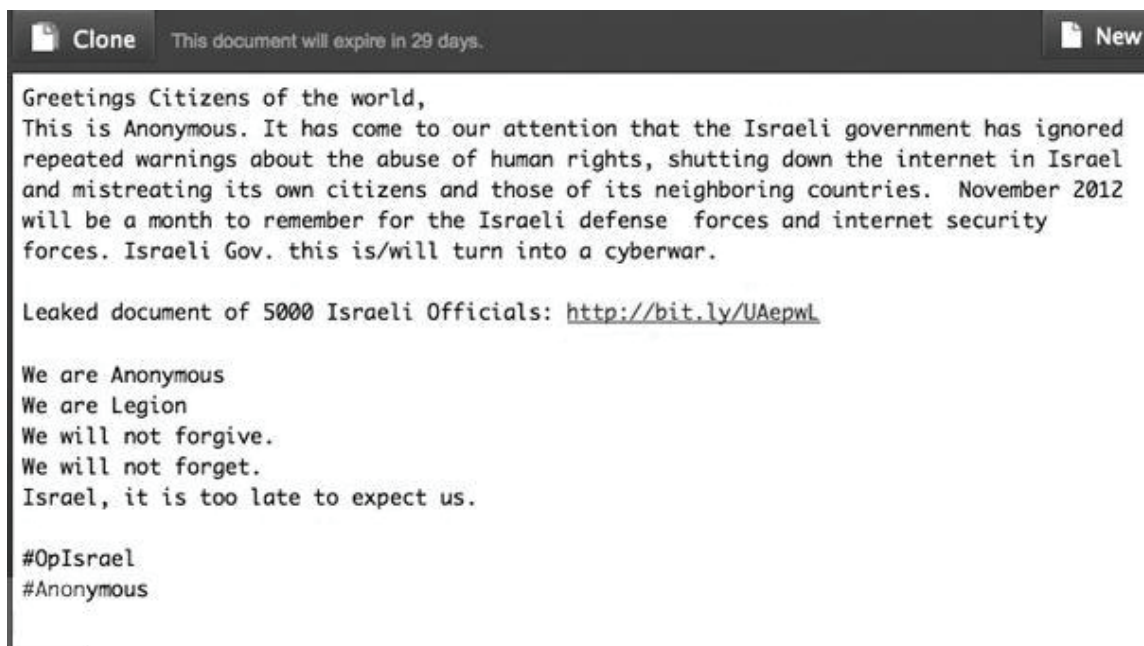 Clone This document will expire in 29 days. New
Greetings Citizens of the world,
This is Anonymous. It has come to our attention that the Israeli government has ignored
repeated warnings about the abuse of human rights, shutting down the internet in Israel
and mistreating its own citizens and those of its neighboring countries.  November 2012
will be a month to remember for the Israeli defense  forces and internet security
forces. Israeli Gov. this is/will turn into a cyberwar.
Leaked document of 5000 Israeli Officials: http://bit.ly/UAepwL
We are Anonymous
We are Legion
We will not forgive.
We will not forget.
Israel, it is too late to expect us.
#OpIsrael
#Anonymous